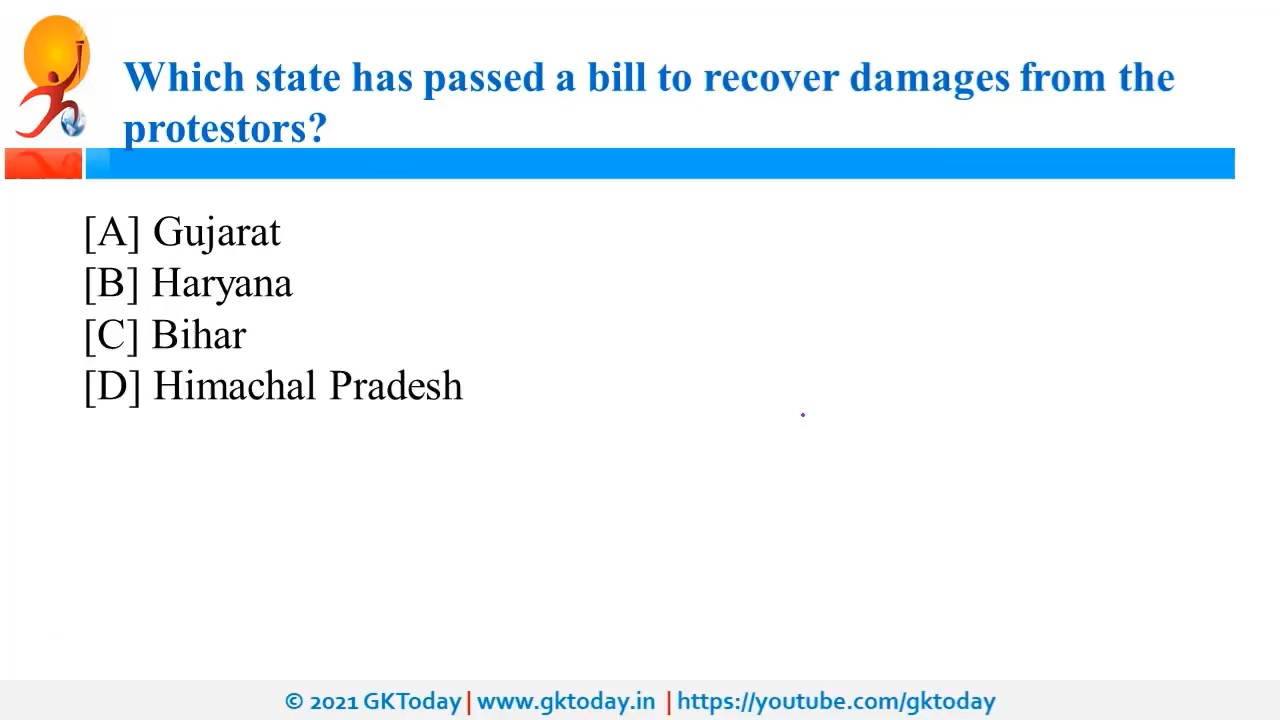 Which state has passed a bill to recover damages from the
protestors?
[A] Gujarat
[B] Haryana
[C] Bihar
[D] Himachal Pradesh
© 2021 GKToday | www.gktoday.in | https://youtube.com/gktoday